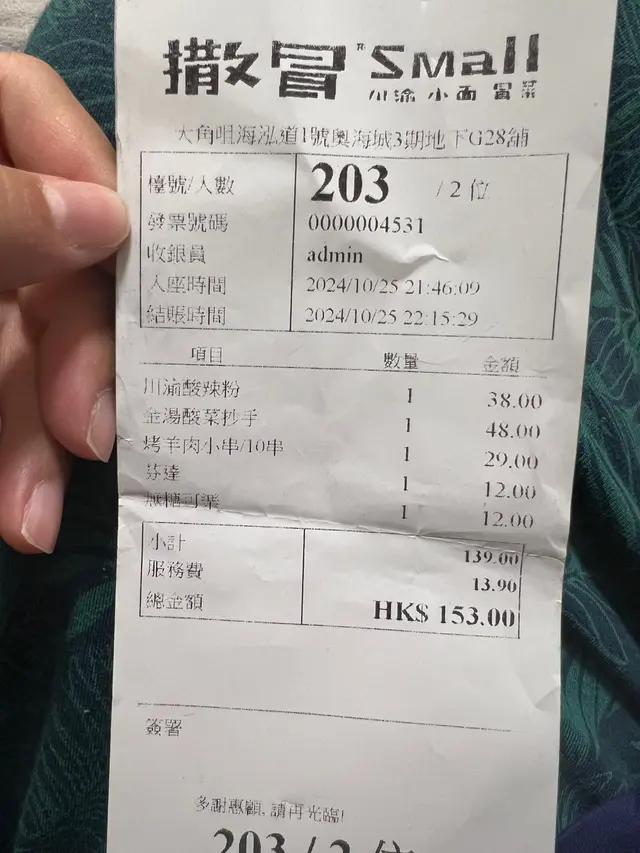 撒冒® Small
川渝小面冒菜
大角咀海泓道1號奧海城3期地下G28舖
檯號/人數 203 /2位
發票號碼 0000004531
收銀員 admin
入座時間 2024/10/25 21:46:09
結賬時間 2024/10/25 22:15:29
項目 數量 金額
川渝酸辣粉 1 38.00
金湯酸菜抄手 1 48.00
烤羊肉小串/10串 1 29.00
芬達 1 12.00
無糖可樂 1 12.00
小計 139.00
服務費 13.90
總金額 HK$ 153.00
簽署
多謝惠顧,請再光臨!
203 / 2 位